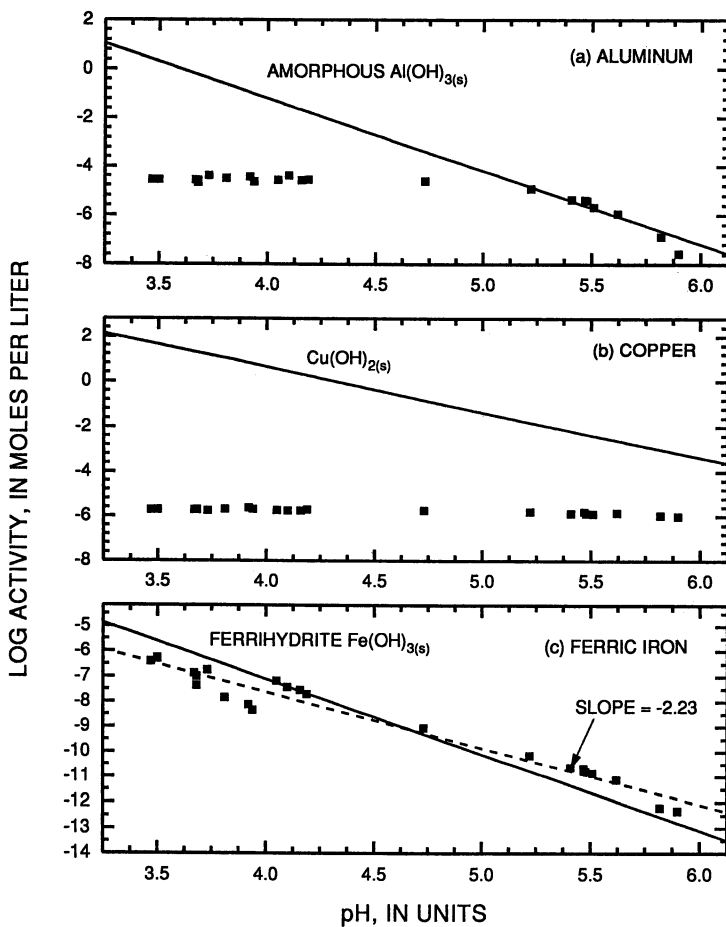 LOG ACTIVITY, IN MOLES PER LITER
2
0
-2
-4
-6
-8
AMORPHOUS Al(OH)3(s)
(a) ALUMINUM
3.5 4.0 4.5 5.0 5.5 6.0
2
0
-2
-4
-6
-8
Cu(OH)2(s)
(b) COPPER
3.5 4.0 4.5 5.0 5.5 6.0
-5
-6
-7
-8
-9
-10
-11
-12
-13
-14
FERRIHYDRITE Fe(OH)3(s)
(c) FERRIC IRON
SLOPE = -2.23
3.5 4.0 4.5 5.0 5.5 6.0
pH, IN UNITS